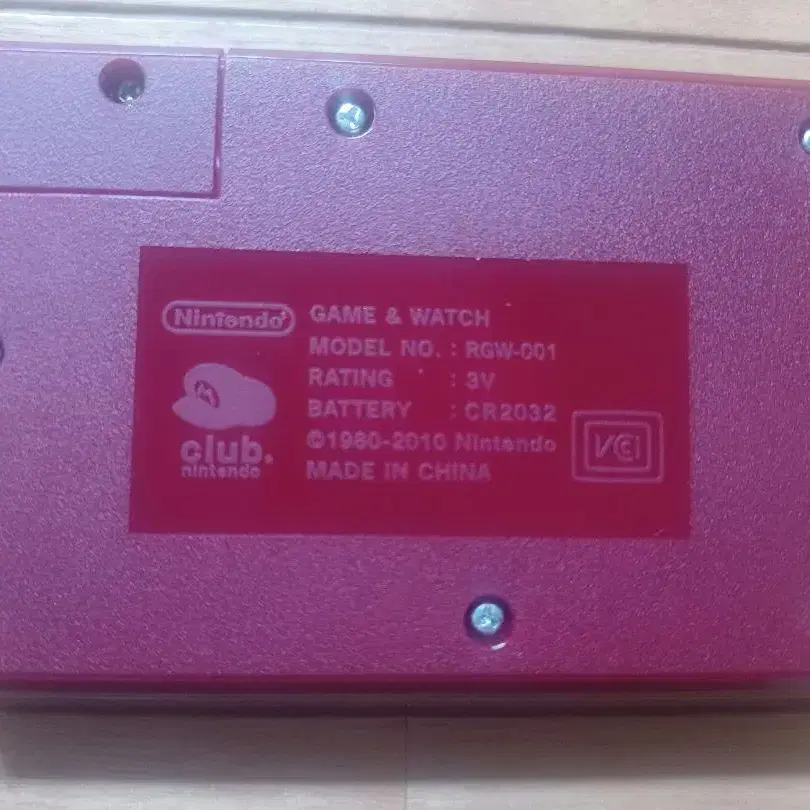 Nintendo
GAME & WATCH
MODEL NO. : RGW-001
RATING : 3V
BATTERY : CR2032
©1980-2010 Nintendo
MADE IN CHINA
M
club.
nintendo
VCI